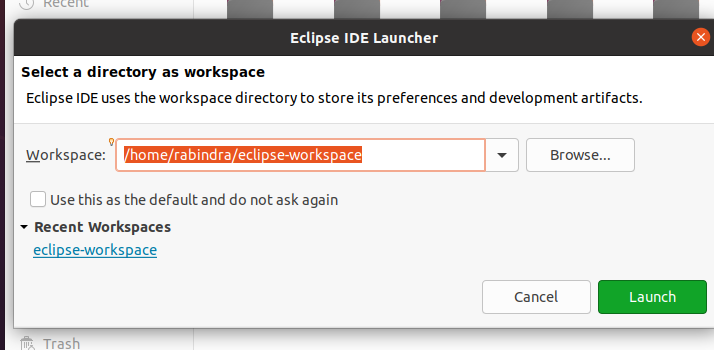 Recent
Eclipse IDE Launcher
Select a directory as workspace
Eclipse IDE uses the workspace directory to store its preferences and development artifacts.
Workspace: /home/rabindra/eclipse-workspace Browse...
Use this as the default and do not ask again
Recent Workspaces
eclipse-workspace
Cancel Launch
Trash